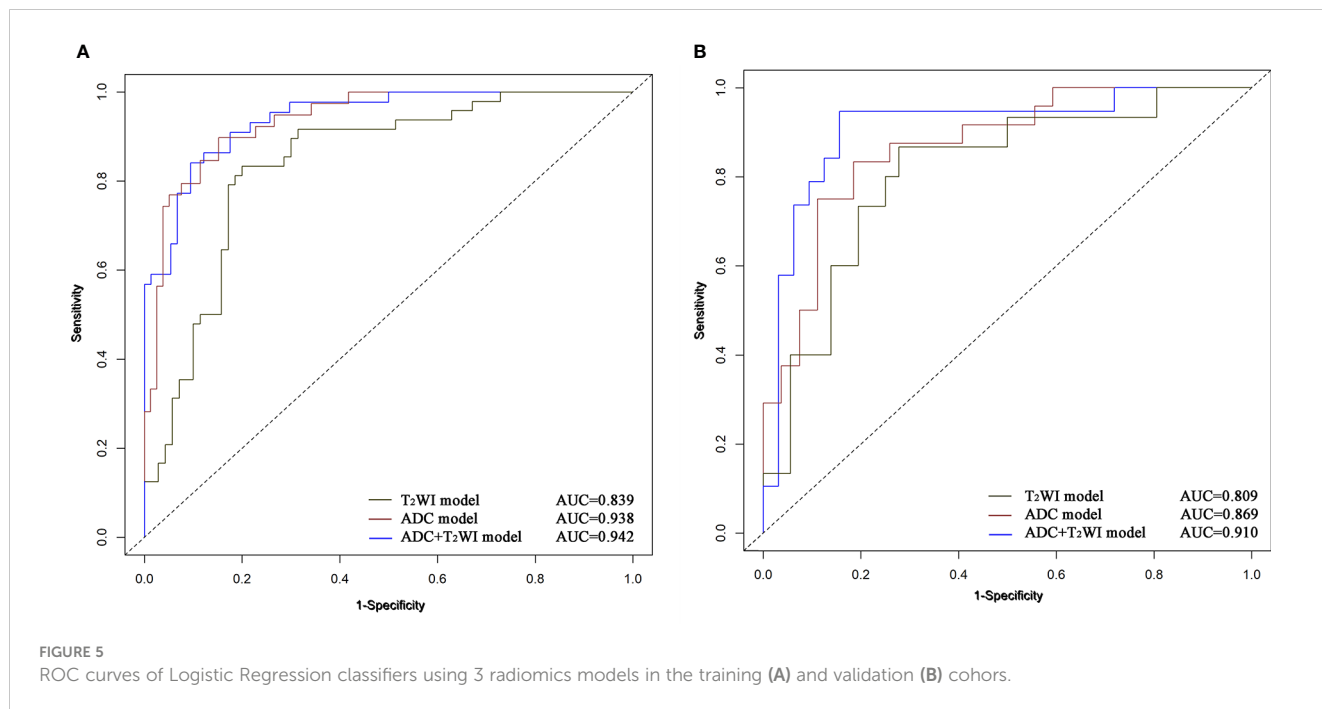 A
1.0
0.8
0.6
0.4
0.2
0.0
Sensitivity
T2WI model AUC=0.839
ADC model AUC=0.938
ADC+T2WI model AUC=0.942
0.0 0.2 0.4 0.6 0.8 1.0
1-Specificity
B
1.0
0.8
0.6
0.4
0.2
0.0
Sensitivity
T2WI model AUC=0.809
ADC model AUC=0.869
ADC+T2WI model AUC=0.910
0.0 0.2 0.4 0.6 0.8 1.0
1-Specificity
FIGURE 5
ROC curves of Logistic Regression classifiers using 3 radiomics models in the training (A) and validation (B) cohors.